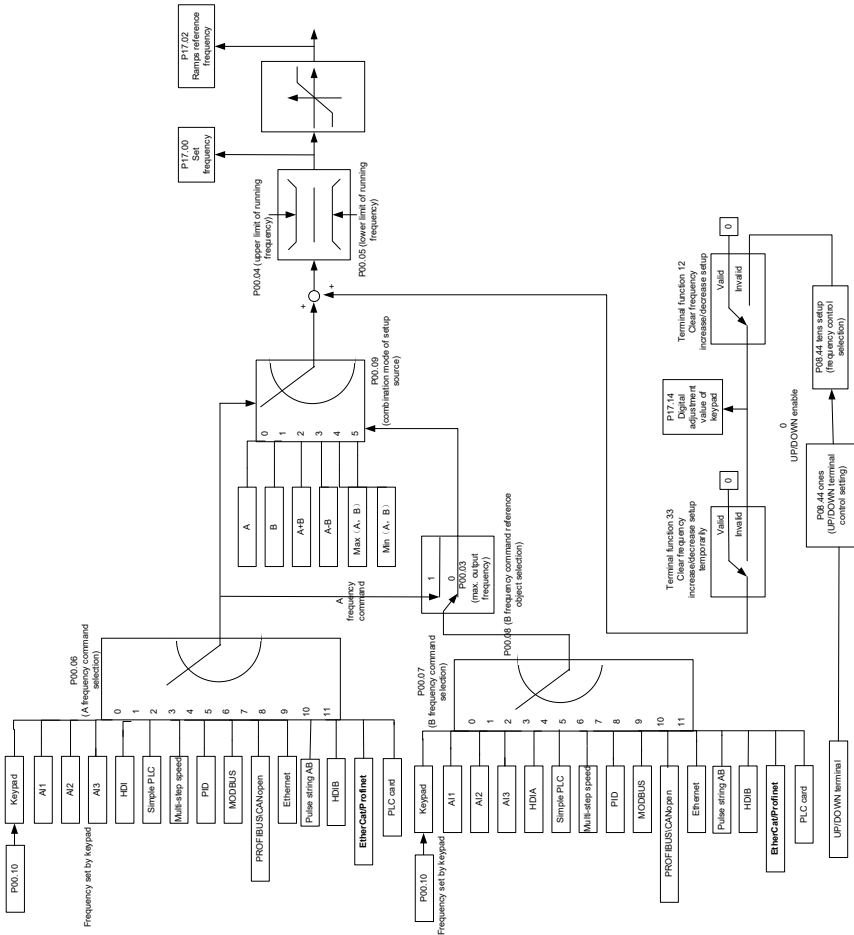 P00.10
Frequency set by keypad
Keypad
AI1
AI2
AI3
HDI
Simple PLC
Multi-step speed
PID
MODBUS
PROFIBUS\CANopen
Ethernet
Pulse string AB
HDIB
EtherCat/Profinet
PLC card
0
1
2
3
4
5
6
7
8
9
10
11
P00.06
(A frequency command
selection)
A
frequency
command
A
B
A+B
A-B
Max（A，B）
Min（A，B）
0
1
2
3
4
5
P00.09
(combination mode of setup
source)
+
+
P00.04 (upper limit of running
frequency)
P00.05 (lower limit of running
frequency)
P17.00
Set
frequency
P17.02
Ramps reference
frequency
P00.10
Frequency set by keypad
Keypad
AI1
AI2
AI3
HDIA
Simple PLC
Multi-step speed
PID
MODBUS
PROFIBUS\CANopen
Ethernet
Pulse string AB
HDIB
EtherCat/Profinet
PLC card
0
1
2
3
4
5
6
7
8
9
10
11
P00.07
(B frequency command
selection)
1
0
P00.03
(max. output
frequency)
P00.08 (B frequency command reference
object selection)
Terminal function 33
Clear frequency
increase/decrease setup
temporarily
Valid
Invalid
0
P17.14
Digital
adjustment
value of
keypad
Terminal function 12
Clear frequency
increase/decrease setup
Valid
Invalid
0
UP/DOWN terminal
P08.44 ones
(UP/DOWN terminal
control setting)
0
UP/DOWN enable
P08.44 tens setup
(frequency control
selection)